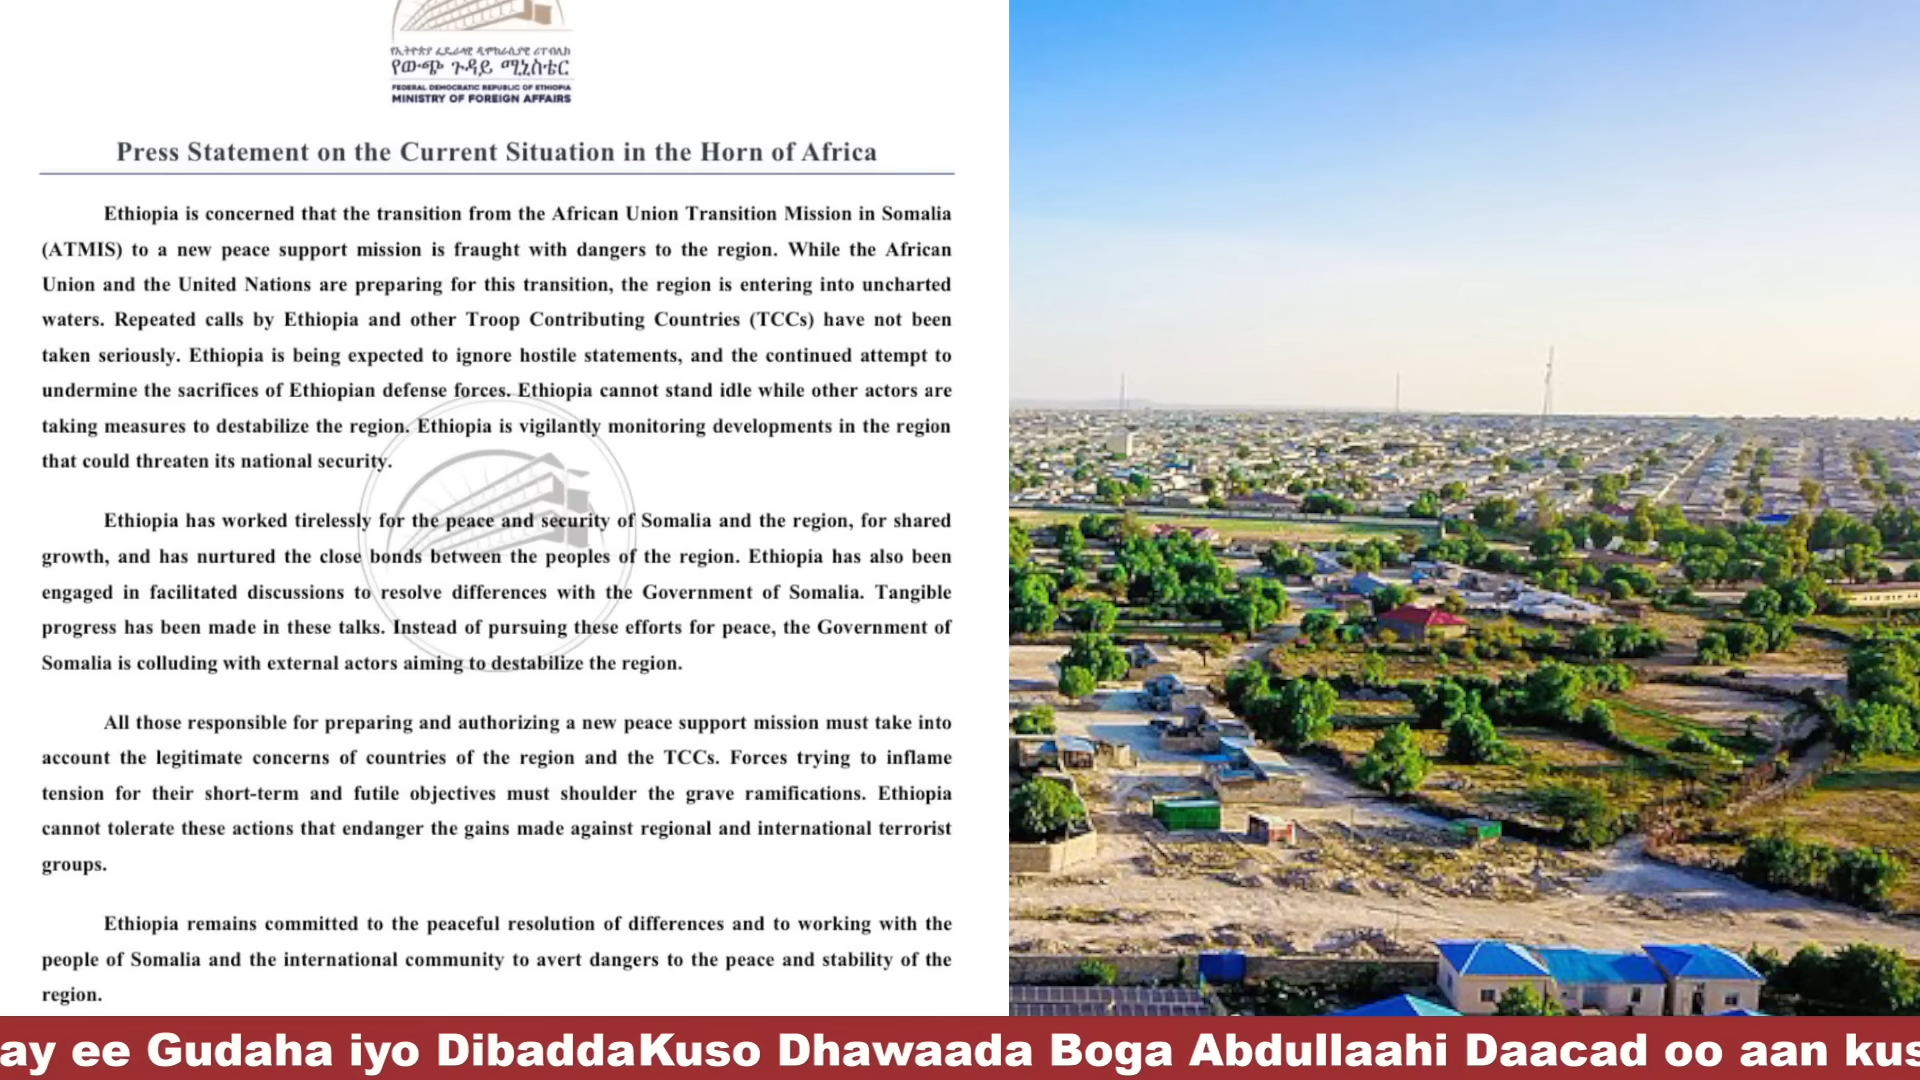 የኢትዮጵያ ፌዴራላዊ ዲሞክራሲያዊ ሪፐብሊክ
የውጭ ጉዳይ ሚኒስቴር
FEDERAL DEMOCRATIC REPUBLIC OF ETHIOPIA
MINISTRY OF FOREIGN AFFAIRS
Press Statement on the Current Situation in the Horn of Africa
Ethiopia is concerned that the transition from the African Union Transition Mission in Somalia
(ATMIS) to a new peace support mission is fraught with dangers to the region. While the African
Union and the United Nations are preparing for this transition, the region is entering into uncharted
waters. Repeated calls by Ethiopia and other Troop Contributing Countries (TCCs) have not been
taken seriously. Ethiopia is being expected to ignore hostile statements, and the continued attempt to
undermine the sacrifices of Ethiopian defense forces. Ethiopia cannot stand idle while other actors are
taking measures to destabilize the region. Ethiopia is vigilantly monitoring developments in the region
that could threaten its national security.
Ethiopia has worked tirelessly for the peace and security of Somalia and the region, for shared
growth, and has nurtured the close bonds between the peoples of the region. Ethiopia has also been
engaged in facilitated discussions to resolve differences with the Government of Somalia. Tangible
progress has been made in these talks. Instead of pursuing these efforts for peace, the Government of
Somalia is colluding with external actors aiming to destabilize the region.
All those responsible for preparing and authorizing a new peace support mission must take into
account the legitimate concerns of countries of the region and the TCCs. Forces trying to inflame
tension for their short-term and futile objectives must shoulder the grave ramifications. Ethiopia
cannot tolerate these actions that endanger the gains made against regional and international terrorist
groups.
Ethiopia remains committed to the peaceful resolution of differences and to working with the
people of Somalia and the international community to avert dangers to the peace and stability of the
region.
ay ee Gudaha iyo DibaddaKuso Dhawaada Boga Abdullaahi Daacad oo aan kus